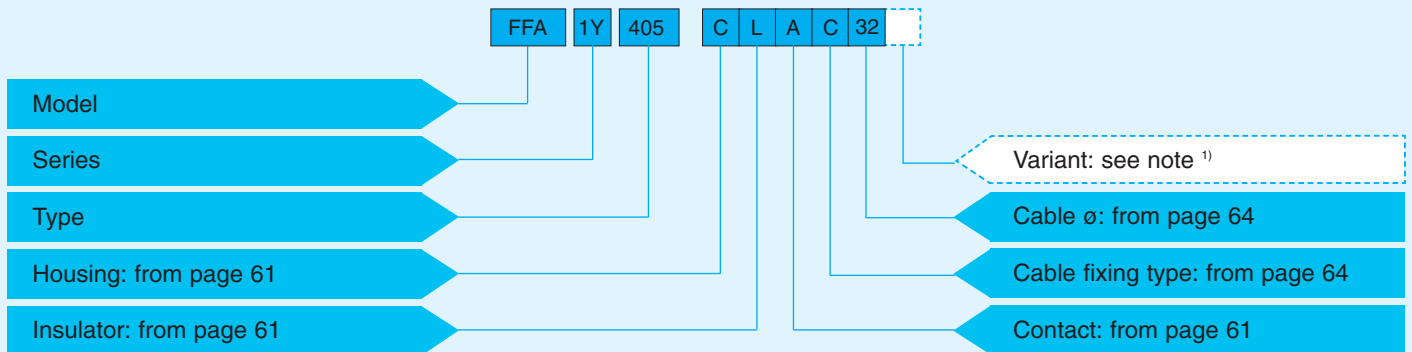 FFA 1Y 405 C L A C 32
Model
Series
Type
Housing: from page 61
Insulator: from page 61
Variant: see note 1)
Cable ø: from page 64
Cable fixing type: from page 64
Contact: from page 61